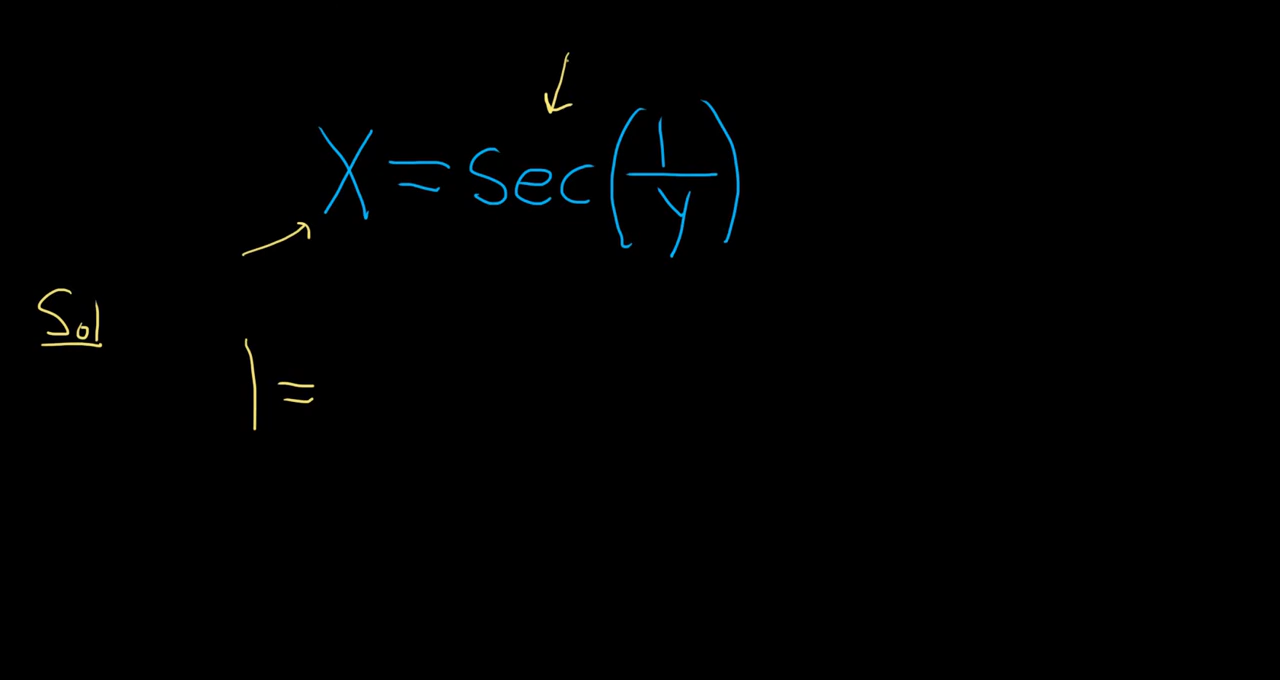 X = Sec(1/y)
Sol
1 =